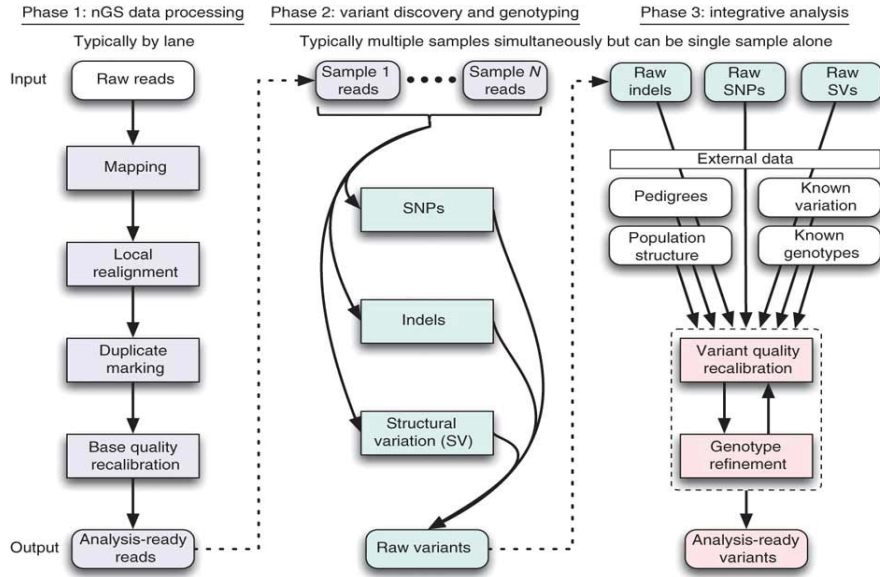 Phase 1: nGS data processing
Typically by lane
Input
Raw reads
Mapping
Local
realignment
Duplicate
marking
Base quality
recalibration
Output
Analysis-ready
reads
Phase 2: variant discovery and genotyping
Typically multiple samples simultaneously but can be single sample alone
Sample 1
reads
Sample N
reads
SNPs
Indels
Structural
variation (SV)
Raw variants
Phase 3: integrative analysis
Raw
indels
Raw
SNPs
Raw
SVs
External data
Pedigrees
Known
variation
Population
structure
Known
genotypes
Variant quality
recalibration
Genotype
refinement
Analysis-ready
variants